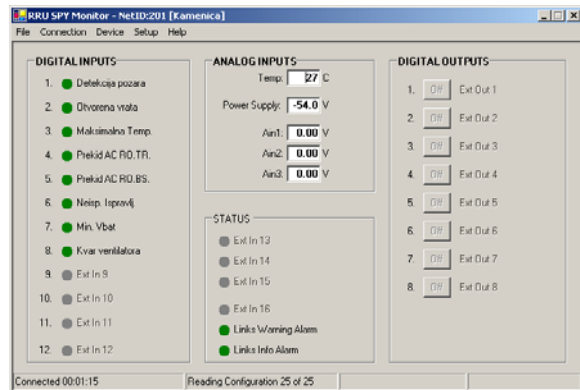 RRU SPY Monitor - NetID:201 [Kamenica]
File Connection Device Setup Help
DIGITAL INPUTS
1. Detekcija pozara
2. Otvorena vrata
3. Maksimalna Temp.
4. Prekid AC RO.TR.
5. Prekid AC RO.BS.
6. Neisp. Ispravlj.
7. Min. Vbat
8. Kvar ventilatora
9. Ext In 9
10. Ext In 10
11. Ext In 11
12. Ext In 12
ANALOG INPUTS
Temp: 27 C
Power Supply: -54.0 V
Ain1: 0.00 V
Ain2: 0.00 V
Ain3: 0.00 V
STATUS
Ext In 13
Ext In 14
Ext In 15
Ext In 16
Links Warning Alarm
Links Info Alarm
DIGITAL OUTPUTS
1. Off Ext Out 1
2. Off Ext Out 2
3. Off Ext Out 3
4. Off Ext Out 4
5. Off Ext Out 5
6. Off Ext Out 6
7. Off Ext Out 7
8. Off Ext Out 8
Connected 00:01:15 Reading Configuration 25 of 25